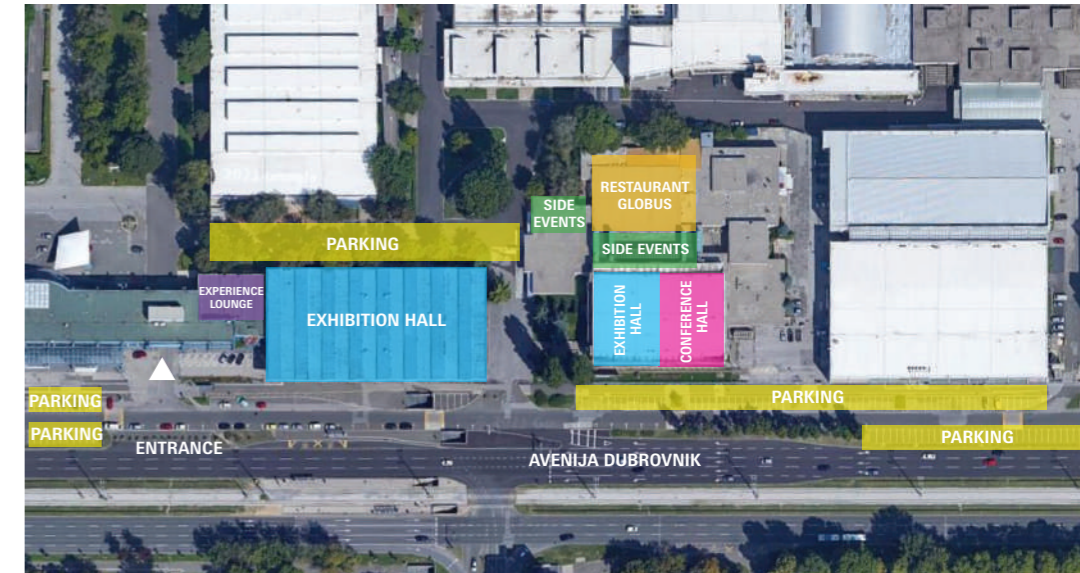 RESTAURANT
GLOBUS
SIDE
EVENTS
PARKING
SIDE EVENTS
EXPERIENCE
LOUNGE
EXHIBITION HALL
EXHIBITION
HALL
CONFERENCE
HALL
PARKING
PARKING
PARKING
PARKING
ENTRANCE
AVENIJA DUBROVNIK